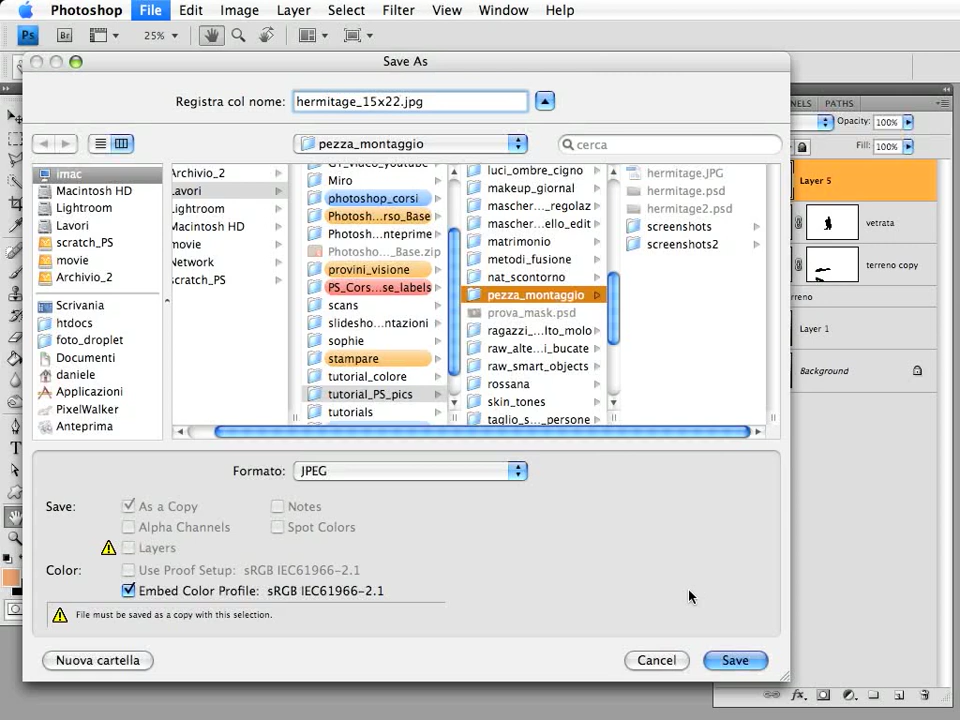 Photoshop File Edit Image Layer Select Filter View Window Help
Ps Br 25%
Save As
Registra col nome: hermitage_15x22.jpg
PATHS
pezza_montaggio cerca
Opacity: 100%
Fill: 100%
imac
Macintosh HD
Lightroom
Lavori
scratch_PS
movie
Archivio_2
Scrivania
htdocs
foto_droplet
Documenti
daniele
Applicazioni
PixelWalker
Anteprima
Archivio_2
Lavori
Lightroom
Macintosh HD
movie
Network
scratch_PS
Miro
photoshop_corsi
Photosh...rso_Base
Photosh...nteprime
Photosho..._Base.zip
provini_visione
PS_Cors...se_labels
scans
slidesho...ntazioni
sophie
stampare
tutorial_colore
tutorial_PS_pics
tutorials
luci_ombre_cigno
makeup_giornal
mascher..._regolaz
mascher...ello_edit
matrimonio
metodi_fusione
nat_scontorno
pezza_montaggio
prova_mask.psd
ragazzi_...lto_molo
raw_alte...i_bucate
raw_smart_objects
rossana
skin_tones
taglio_s..._persone
hermitage.JPG
hermitage.psd
hermitage2.psd
screenshots
screenshots2
Layer 5
vetrata
terreno copy
Layer 1
Background
Formato: JPEG
Save: As a Copy Notes
Alpha Channels Spot Colors
Layers
Color: Use Proof Setup: sRGB IEC61966-2.1
Embed Color Profile: sRGB IEC61966-2.1
File must be saved as a copy with this selection.
Nuova cartella Cancel Save
fx